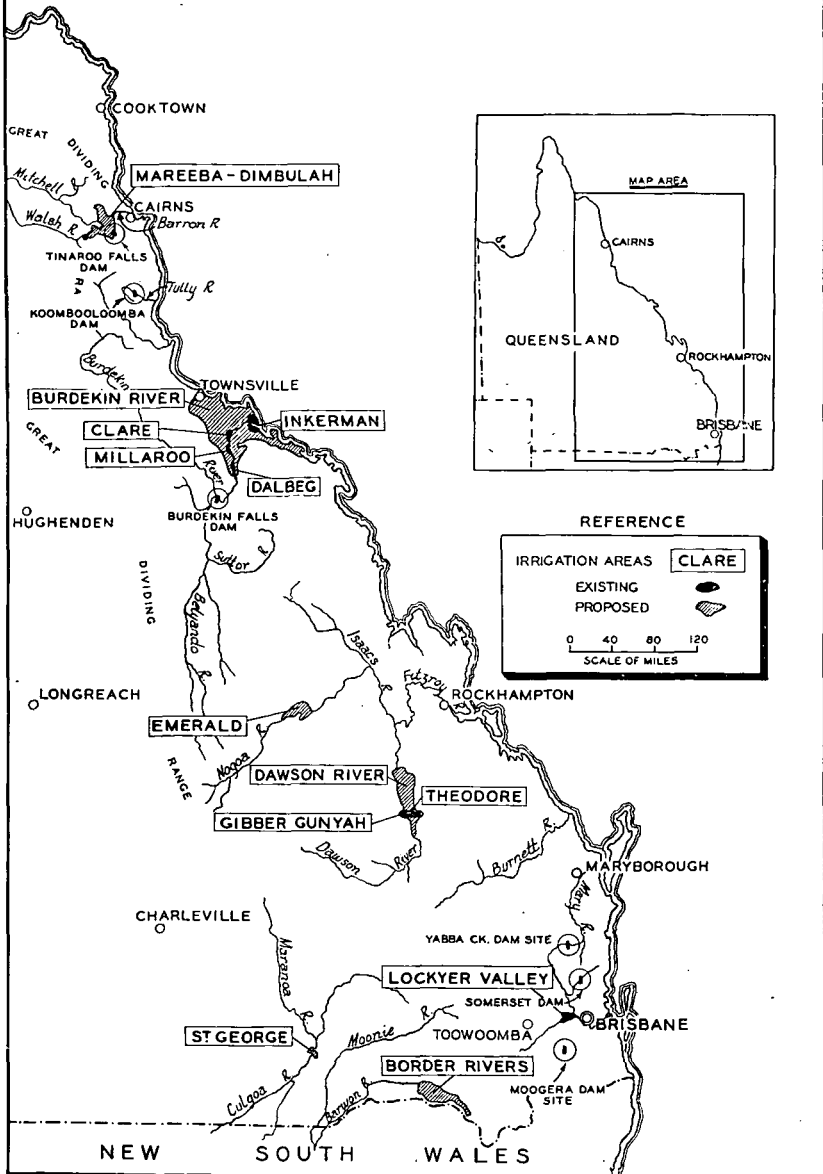 COOKTOWN
GREAT
DIVIDING
MAREEBA-DIMBULAH
Mitchell R
CAIRNS
Walsh R.
Barron R
TINAROO FALLS
DAM
RA
Tully R
KOOMBOOLOOMBA
DAM
Burdekin
TOWNSVILLE
BURDEKIN RIVER
INKERMAN
CLARE
GREAT
MILLAROO
River
DALBEG
HUGHENDEN
BURDEKIN FALLS
DAM
Suttor R
DIVIDING
Belyando R.
Isaacs R
Fitzroy
ROCKHAMPTON
LONGREACH
EMERALD
Nogoa R.
RANGE
DAWSON RIVER
THEODORE
GIBBER GUNYAH
Dawson River
Burnett R.
MARYBOROUGH
Mary R.
CHARLEVILLE
YABBA CK. DAM SITE
Maranoa R.
LOCKYER VALLEY
SOMERSET DAM
Moonie R.
TOOWOOMBA
BRISBANE
ST GEORGE
BORDER RIVERS
MOOGERA DAM
SITE
Culgoa R
Barwon R
NEW SOUTH WALES
MAP AREA
CAIRNS
QUEENSLAND
ROCKHAMPTON
BRISBANE
REFERENCE
IRRIGATION AREAS CLARE
EXISTING
PROPOSED
0 40 80 120
SCALE OF MILES